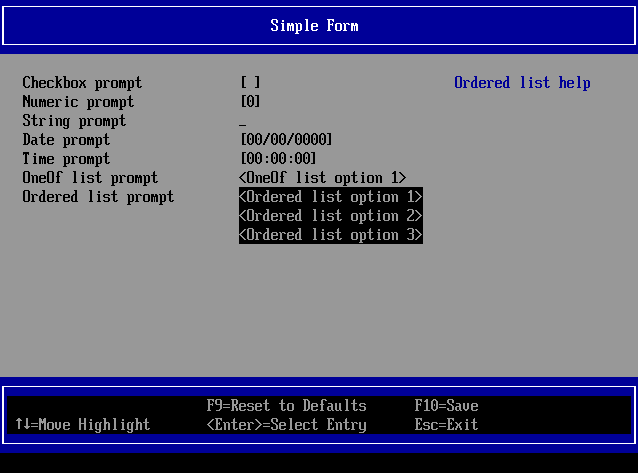 Simple Form
Checkbox prompt [ ] Ordered list help
Numeric prompt [0]
String prompt _
Date prompt [00/00/0000]
Time prompt [00:00:00]
OneOf list prompt <OneOf list option 1>
Ordered list prompt <Ordered list option 1>
<Ordered list option 2>
<Ordered list option 3>
F9=Reset to Defaults F10=Save
↑↓=Move Highlight <Enter>=Select Entry Esc=Exit